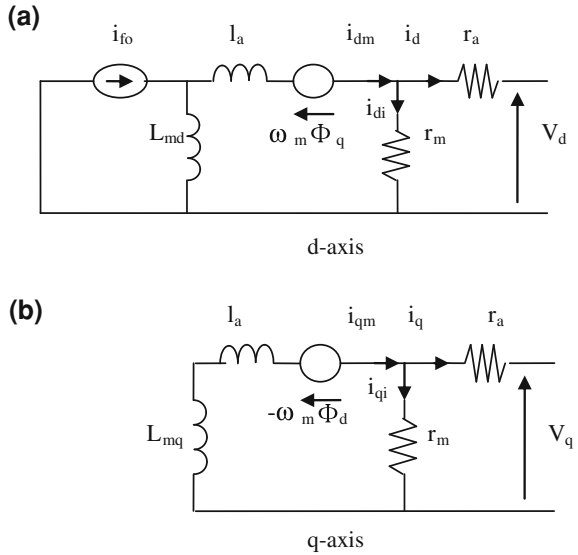 (a)
i_fo l_a i_dm i_d r_a
L_md ω_m Φ_q i_di r_m V_d
d-axis
(b)
l_a i_qm i_q r_a
L_mq -ω_m Φ_d i_qi r_m V_q
q-axis